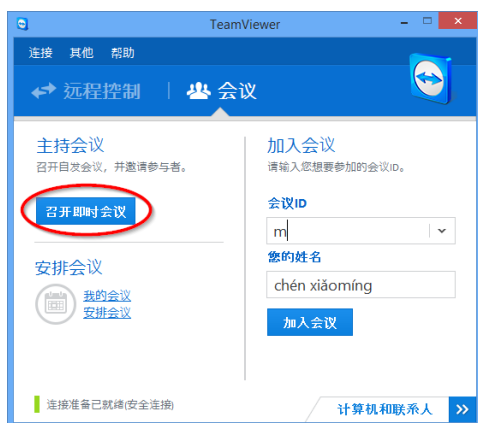 TeamViewer
连接 其他 帮助
远程控制 会议
主持会议
召开自发会议，并邀请参与者。
召开即时会议
安排会议
我的会议
安排会议
加入会议
请输入您想要参加的会议ID。
会议ID
m
您的姓名
chén xiǎomíng
加入会议
连接准备已就绪(安全连接)
计算机和联系人